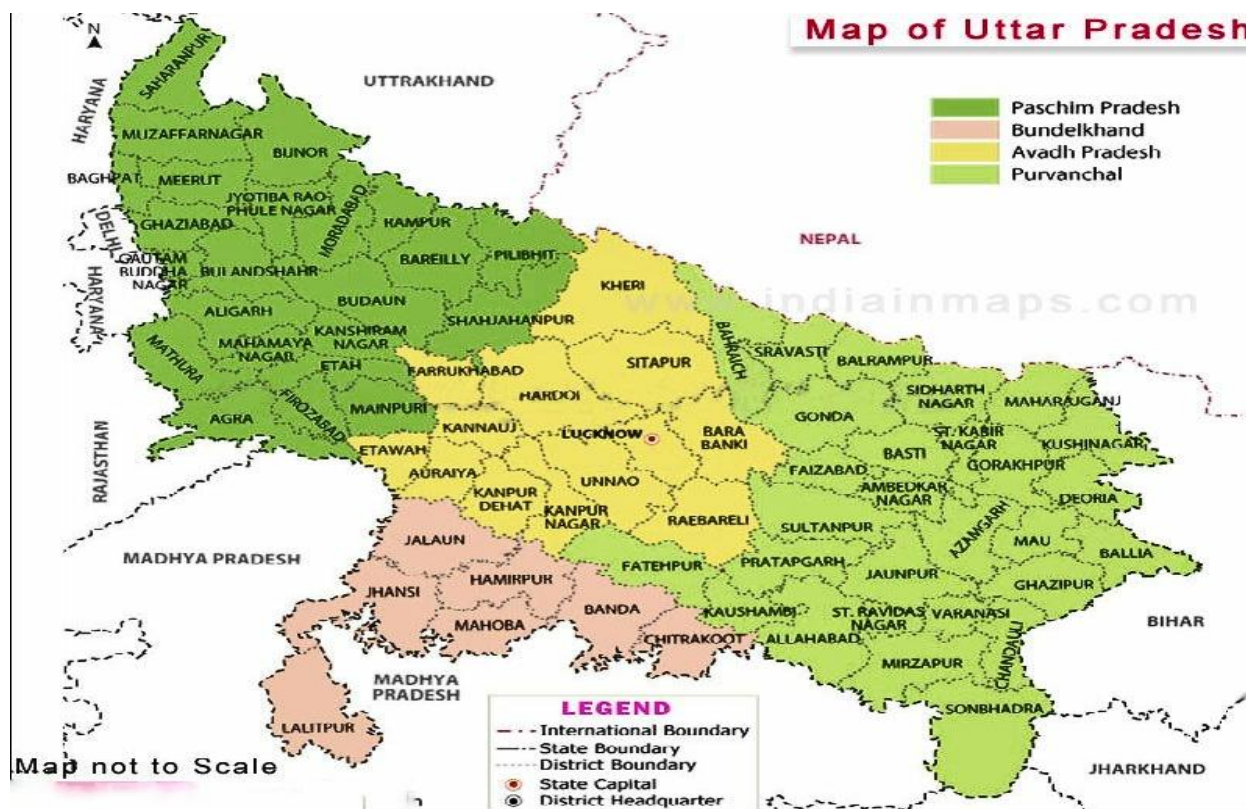 Map of Uttar Pradesh
N
UTTRAKHAND
HARYANA
SAHARANPUR
Paschim Pradesh
Bundelkhand
Avadh Pradesh
Purvanchal
MUZAFFARNAGAR
BIJNOR
BAGHPAT
MEERUT
JYOTIBA RAO
PHULE NAGAR
MORADABAD
RAMPUR
GHAZIABAD
DELHI
NEPAL
GAUTAM
BUDDHA
NAGAR
BULANDSHAHR
BAREILLY
PILIBHIT
HARYANA
KHERI
www.indiainmaps.com
BUDAUN
ALIGARH
SHAHJAHANPUR
MAHAMAYA
NAGAR
KANSHIRAM
NAGAR
MATHURA
ETAH
BAHRAICH
SRAVASTI
BALRAMPUR
SITAPUR
FARRUKHABAD
HARDOI
SIDHARTH
NAGAR
MAHARAJGANJ
AGRA
FIROZABAD
MAINPURI
GONDA
KANNAUJ
LUCKNOW
BARA
BANKI
ST. KABIR
NAGAR
KUSHINAGAR
RAJASTHAN
ETAWAH
FAIZABAD
BASTI
GORAKHPUR
AURAIYA
UNNAO
AMBEDKAR
NAGAR
DEORIA
KANPUR
DEHAT
KANPUR
NAGAR
RAEBARELI
SULTANPUR
AZAMGARH
MAU
BALLIA
MADHYA PRADESH
JALAUN
FATEHPUR
PRATAPGARH
JAUNPUR
GHAZIPUR
JHANSI
HAMIRPUR
BANDA
KAUSHAMBI
ST. RAVIDAS
NAGAR
VARANASI
BIHAR
MAHOBA
CHITRAKOOT
ALLAHABAD
CHANDAULI
MIRZAPUR
MADHYA
PRADESH
SONBHADRA
LALITPUR
LEGEND
International Boundary
State Boundary
District Boundary
State Capital
District Headquarter
JHARKHAND
Map not to Scale